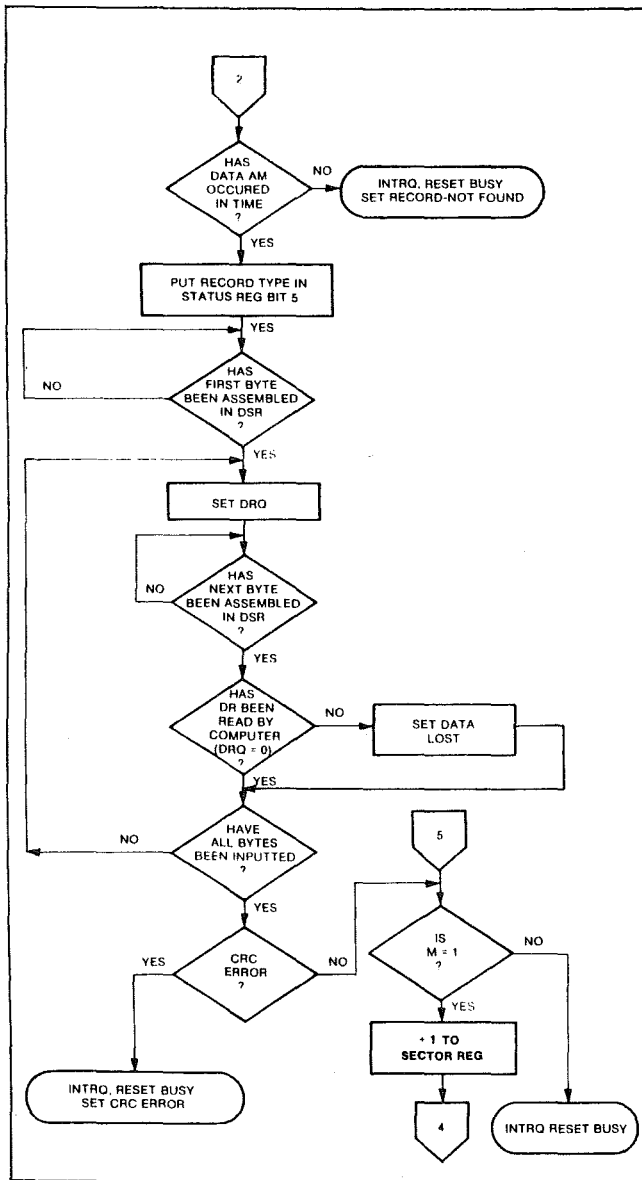 2
HAS
DATA AM
OCCURED
IN TIME
?
NO
INTRQ, RESET BUSY
SET RECORD-NOT FOUND
YES
PUT RECORD TYPE IN
STATUS REG BIT 5
YES
NO
HAS
FIRST BYTE
BEEN ASSEMBLED
IN DSR
?
YES
SET DRQ
NO
HAS
NEXT BYTE
BEEN ASSEMBLED
IN DSR
?
YES
HAS
DR BEEN
READ BY
COMPUTER
(DRQ = 0)
?
NO
SET DATA
LOST
YES
NO
HAVE
ALL BYTES
BEEN INPUTTED
?
5
YES
YES
CRC
ERROR
?
NO
IS
M = 1
?
NO
YES
+ 1 TO
SECTOR REG
INTRQ, RESET BUSY
SET CRC ERROR
4
INTRQ RESET BUSY